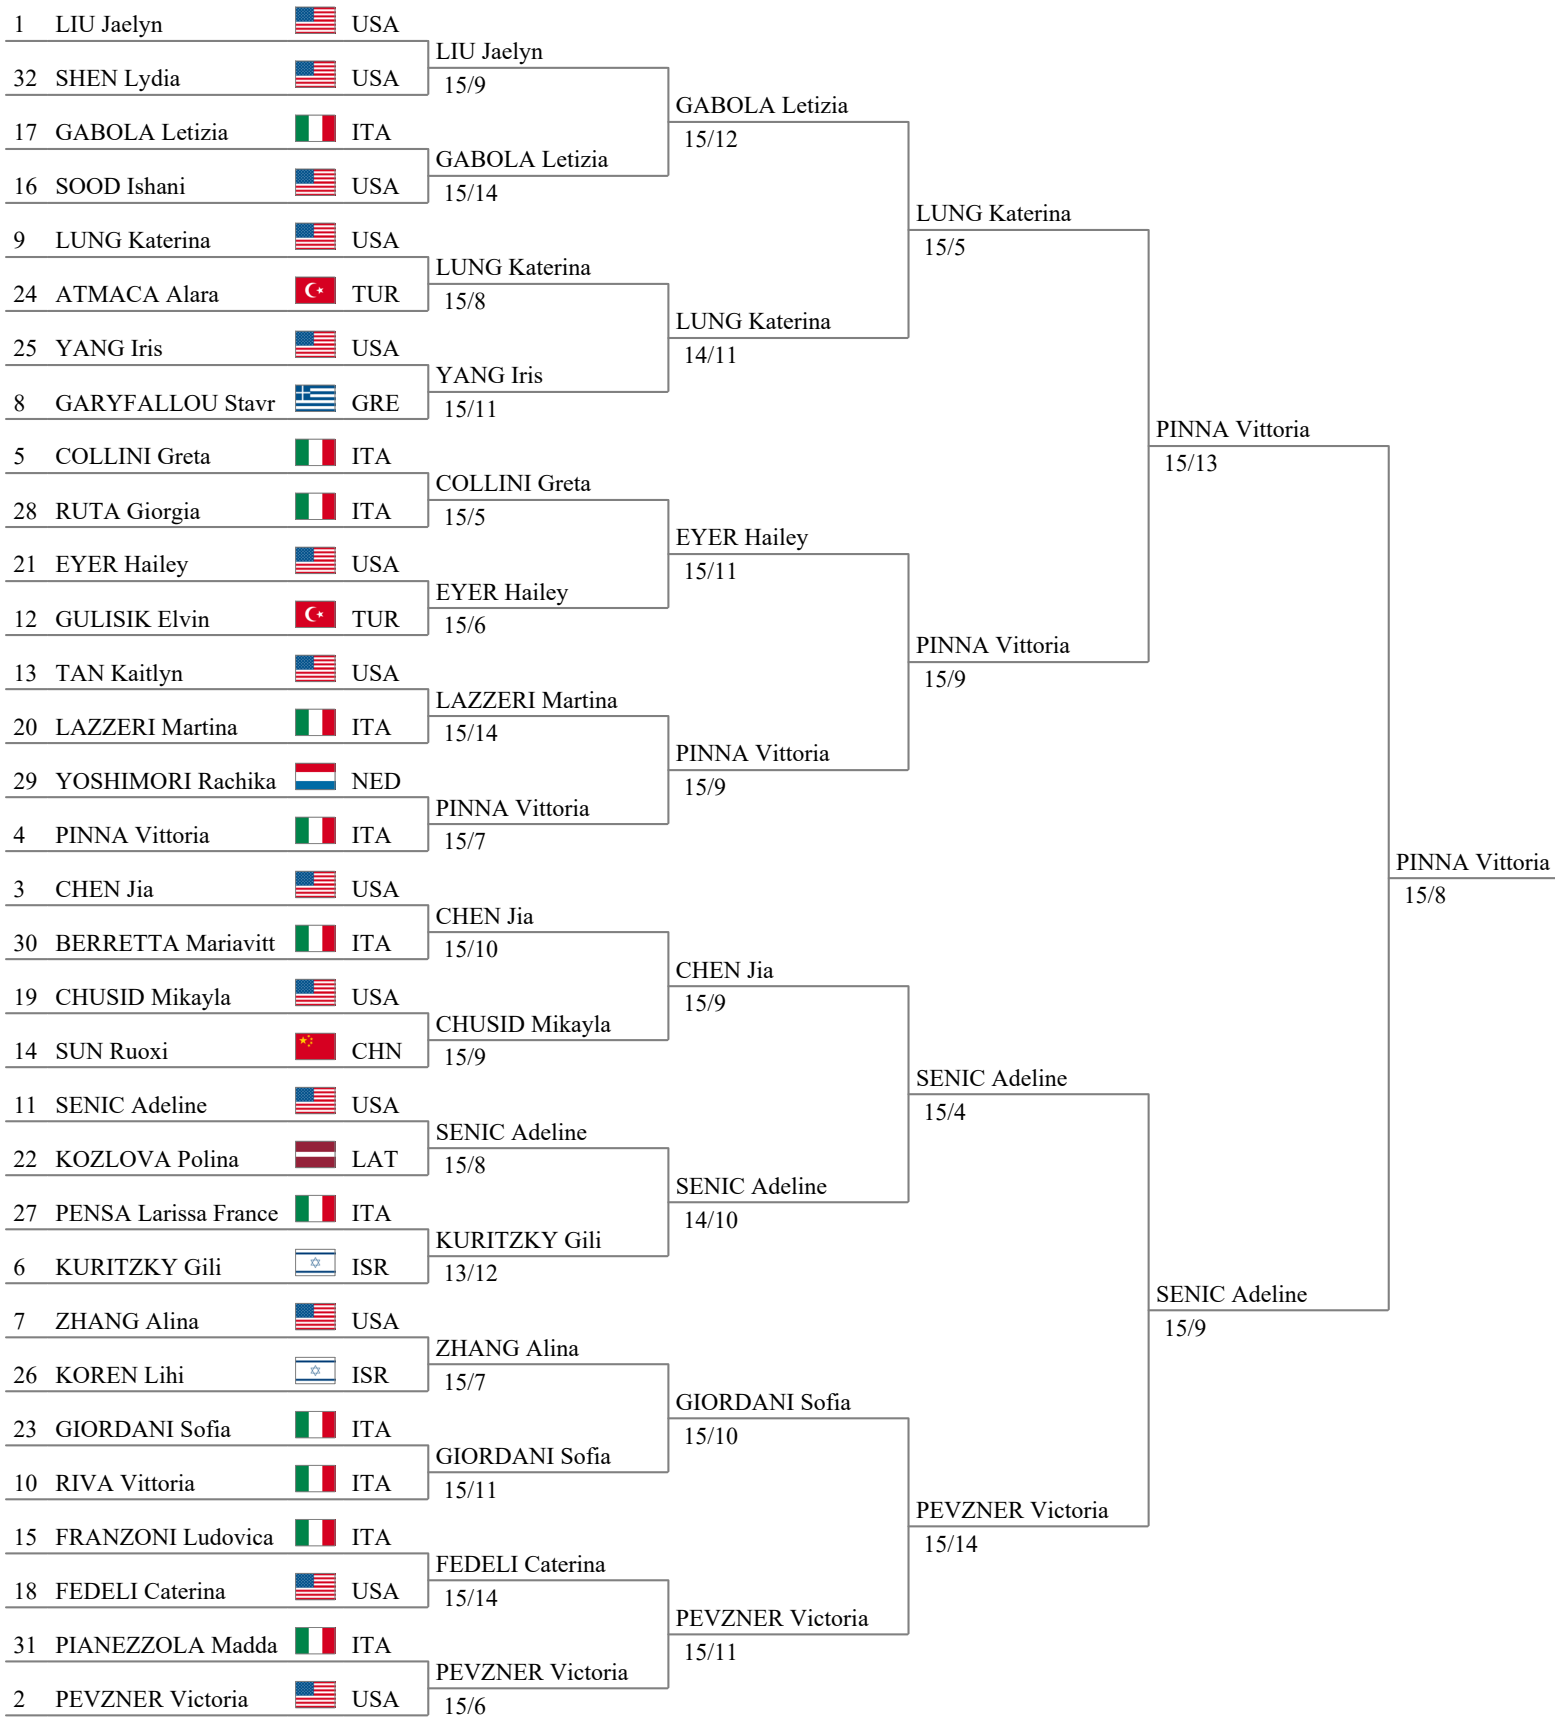 1 LIU Jaelyn USA
32 SHEN Lydia USA
17 GABOLA Letizia ITA
16 SOOD Ishani USA
9 LUNG Katerina USA
24 ATMACA Alara TUR
25 YANG Iris USA
8 GARYFALLOU Stavr GRE
5 COLLINI Greta ITA
28 RUTA Giorgia ITA
21 EYER Hailey USA
12 GULISIK Elvin TUR
13 TAN Kaitlyn USA
20 LAZZERI Martina ITA
29 YOSHIMORI Rachika NED
4 PINNA Vittoria ITA
3 CHEN Jia USA
30 BERRETTA Mariavitt ITA
19 CHUSID Mikayla USA
14 SUN Ruoxi CHN
11 SENIC Adeline USA
22 KOZLOVA Polina LAT
27 PENSA Larissa France ITA
6 KURITZKY Gili ISR
7 ZHANG Alina USA
26 KOREN Lihi ISR
23 GIORDANI Sofia ITA
10 RIVA Vittoria ITA
15 FRANZONI Ludovica ITA
18 FEDELI Caterina USA
31 PIANEZZOLA Madda ITA
2 PEVZNER Victoria USA
LIU Jaelyn
15/9
GABOLA Letizia
15/14
LUNG Katerina
15/8
YANG Iris
15/11
COLLINI Greta
15/5
EYER Hailey
15/6
LAZZERI Martina
15/14
PINNA Vittoria
15/7
CHEN Jia
15/10
CHUSID Mikayla
15/9
SENIC Adeline
15/8
KURITZKY Gili
13/12
ZHANG Alina
15/7
GIORDANI Sofia
15/11
FEDELI Caterina
15/14
PEVZNER Victoria
15/6
GABOLA Letizia
15/12
LUNG Katerina
14/11
EYER Hailey
15/11
PINNA Vittoria
15/9
CHEN Jia
15/9
SENIC Adeline
14/10
GIORDANI Sofia
15/10
PEVZNER Victoria
15/11
LUNG Katerina
15/5
PINNA Vittoria
15/9
SENIC Adeline
15/4
PEVZNER Victoria
15/14
PINNA Vittoria
15/13
SENIC Adeline
15/9
PINNA Vittoria
15/8